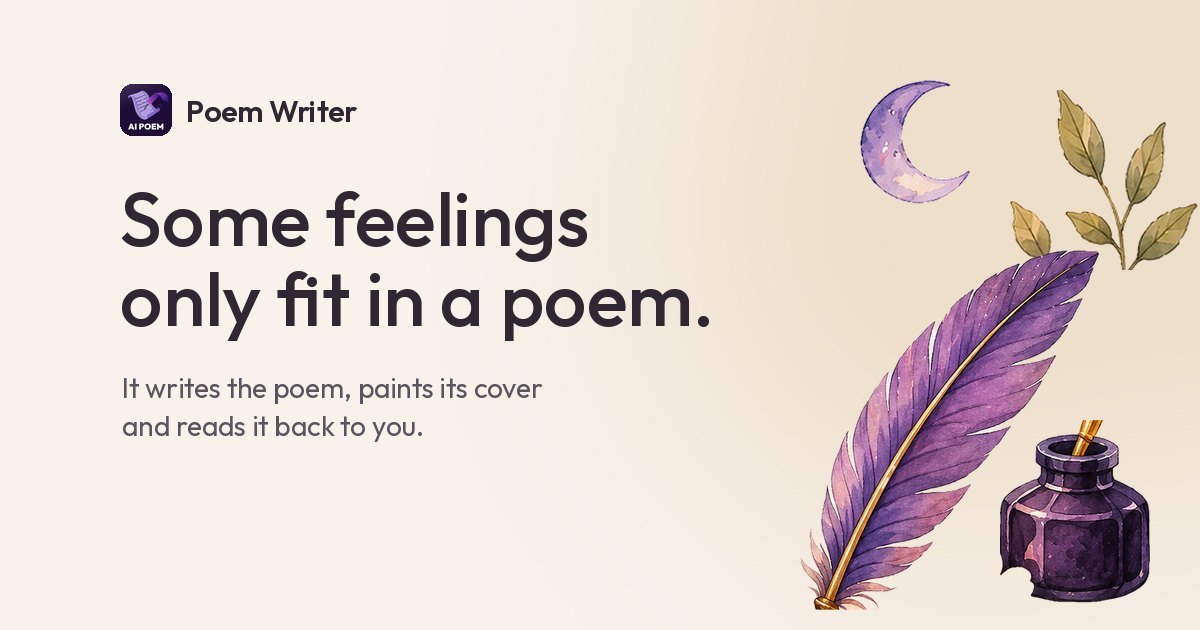 AI POEM
Poem Writer
Some feelings
only fit in a poem.
It writes the poem, paints its cover
and reads it back to you.